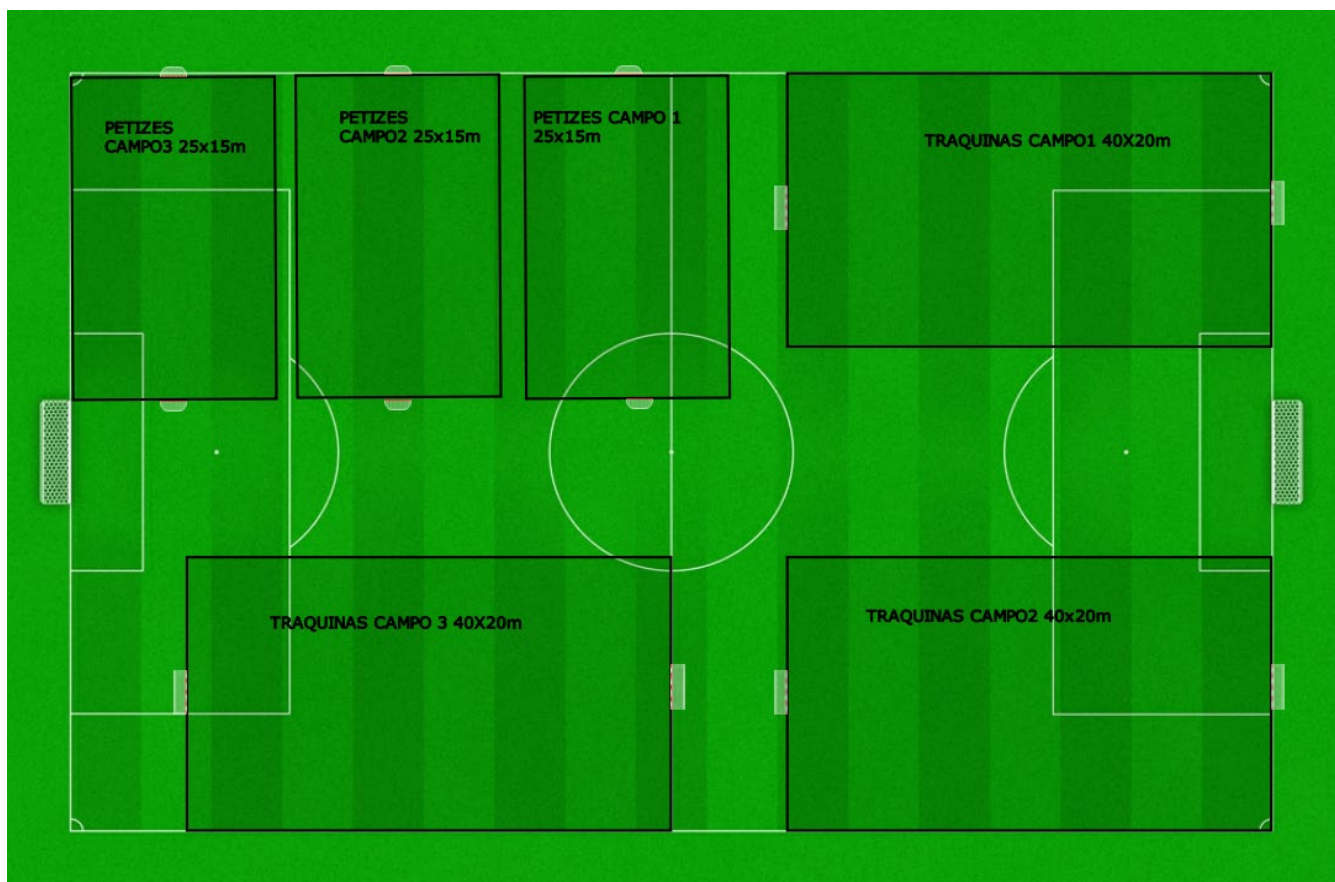 PETIZES
CAMPO3 25x15m
PETIZES
CAMPO2 25x15m
PETIZES CAMPO 1
25x15m
TRAQUINAS CAMPO1 40X20m
TRAQUINAS CAMPO 3 40X20m
TRAQUINAS CAMPO2 40x20m